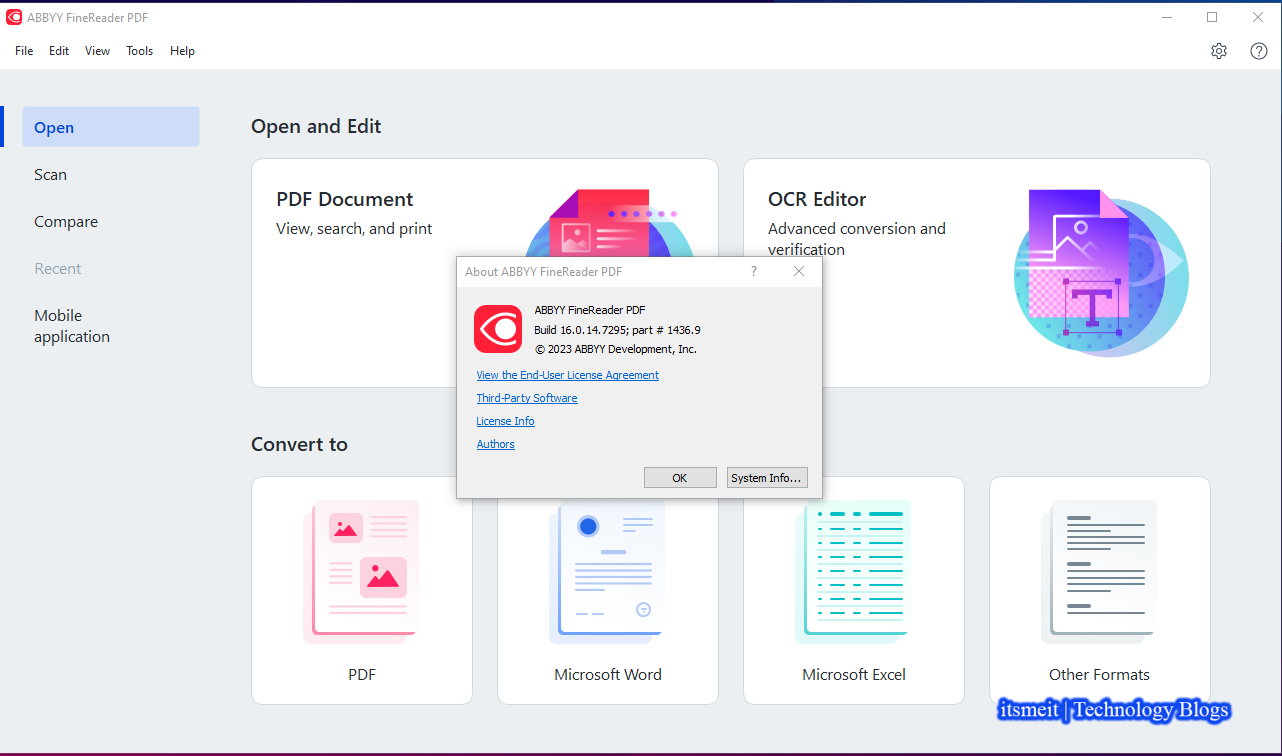 ABBYY FineReader PDF
File Edit View Tools Help
Open
Scan
Compare
Recent
Mobile
application
Open and Edit
PDF Document
View, search, and print
OCR Editor
Advanced conversion and
verification
About ABBYY FineReader PDF ?
ABBYY FineReader PDF
Build 16.0.14.7295; part # 1436.9
© 2023 ABBYY Development, Inc.
View the End-User License Agreement
Third-Party Software
License Info
Authors
OK System Info...
Convert to
PDF
Microsoft Word
Microsoft Excel
Other Formats
itsmeit | Technology Blogs